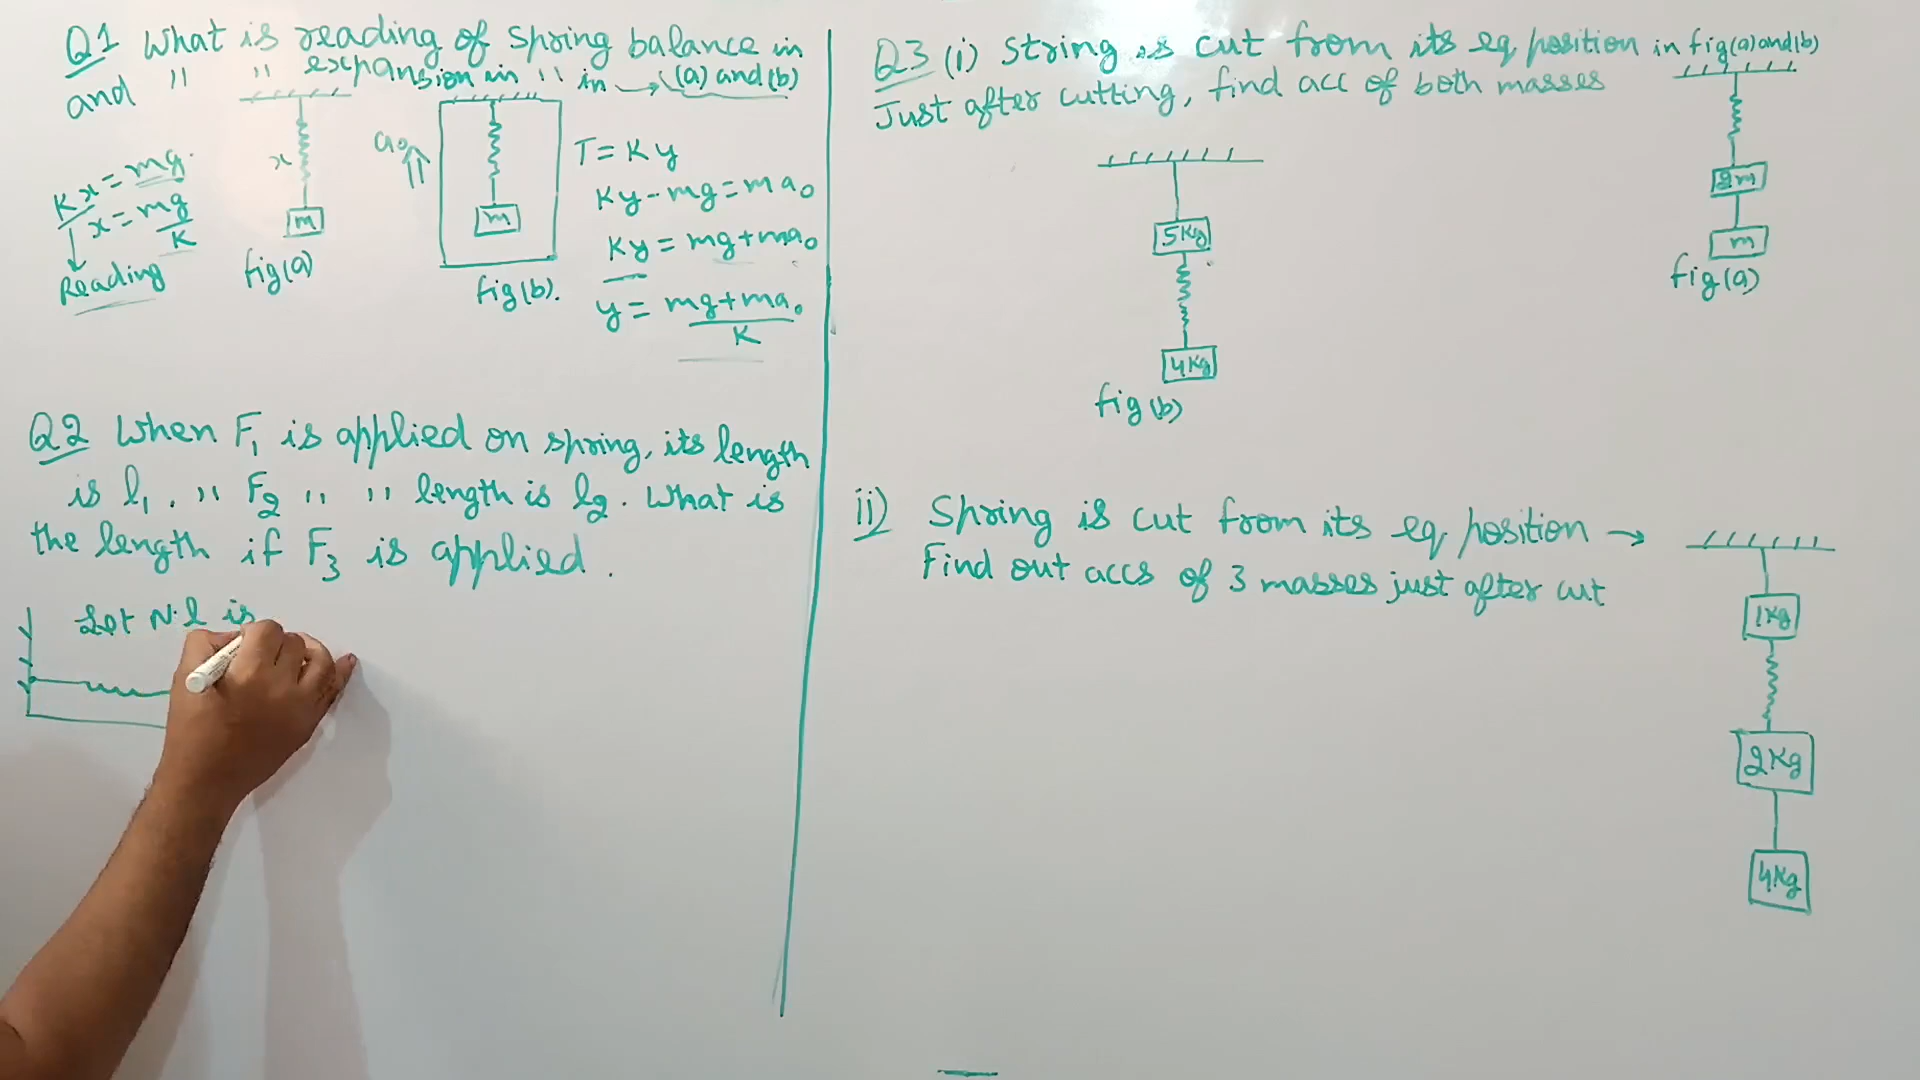 Q1 What is reading of spring balance in
and " " expansion in " in → (a) and (b)
Kx = mg.
x = mg/K
Reading
x
m
fig(a)
a₀
m
fig(b).
T = Ky
Ky - mg = ma₀
Ky = mg + ma₀
y = mg + ma₀
K
Q2 When F₁ is applied on spring, its length
is l₁. " F₂ " " length is l₂. What is
the length if F₃ is applied.
Let N.l is
Q3 (i) String is cut from its eq position in fig(a) and (b)
Just after cutting, find acc of both masses
2m
m
fig(a)
5Kg
4Kg
fig(b)
ii) Spring is cut from its eq position →
Find out accs of 3 masses just after cut
1Kg
2Kg
4Kg